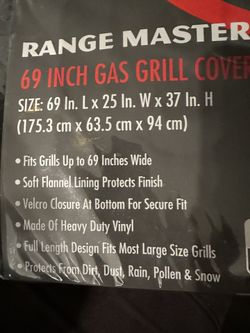 RANGE MASTER
69 INCH GAS GRILL COVER
SIZE: 69 In. L x 25 In. W x 37 In. H
(175.3 cm x 63.5 cm x 94 cm)
• Fits Grills Up to 69 Inches Wide
• Soft Flannel Lining Protects Finish
• Velcro Closure At Bottom For Secure Fit
• Made Of Heavy Duty Vinyl
• Full Length Design Fits Most Large Size Grills
• Protects From Dirt, Dust, Rain, Pollen & Snow